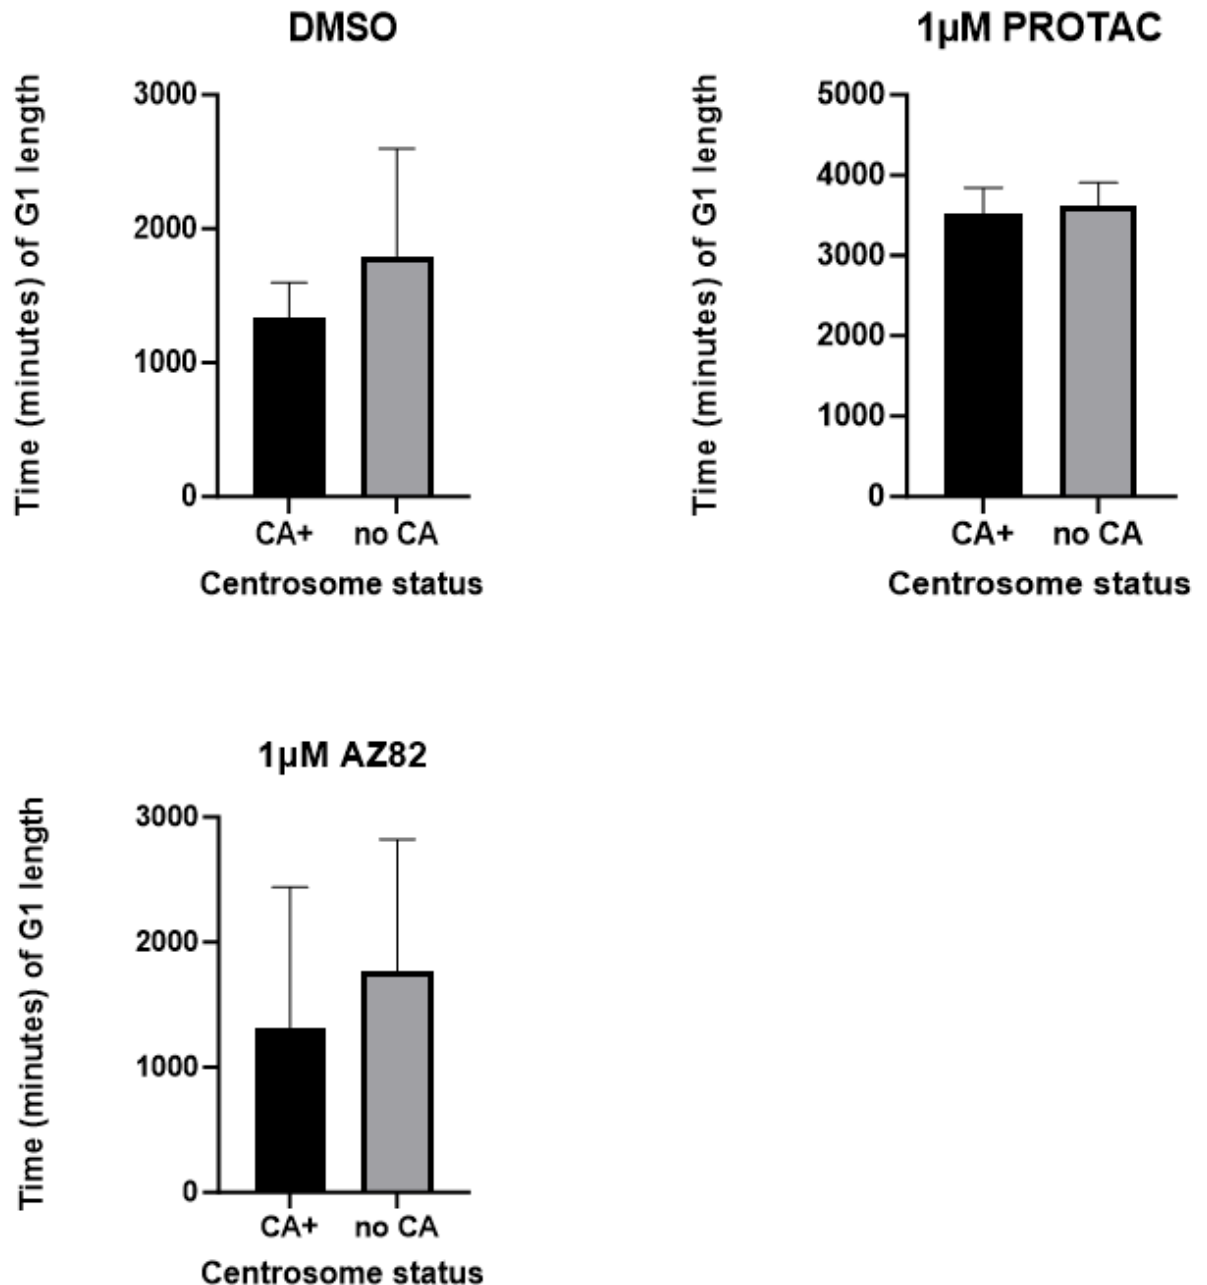 DMSO
Time (minutes) of G1 length
3000
2000
1000
0
CA+ no CA
Centrosome status
1µM PROTAC
Time (minutes) of G1 length
5000
4000
3000
2000
1000
0
CA+ no CA
Centrosome status
1µM AZ82
Time (minutes) of G1 length
3000
2000
1000
0
CA+ no CA
Centrosome status